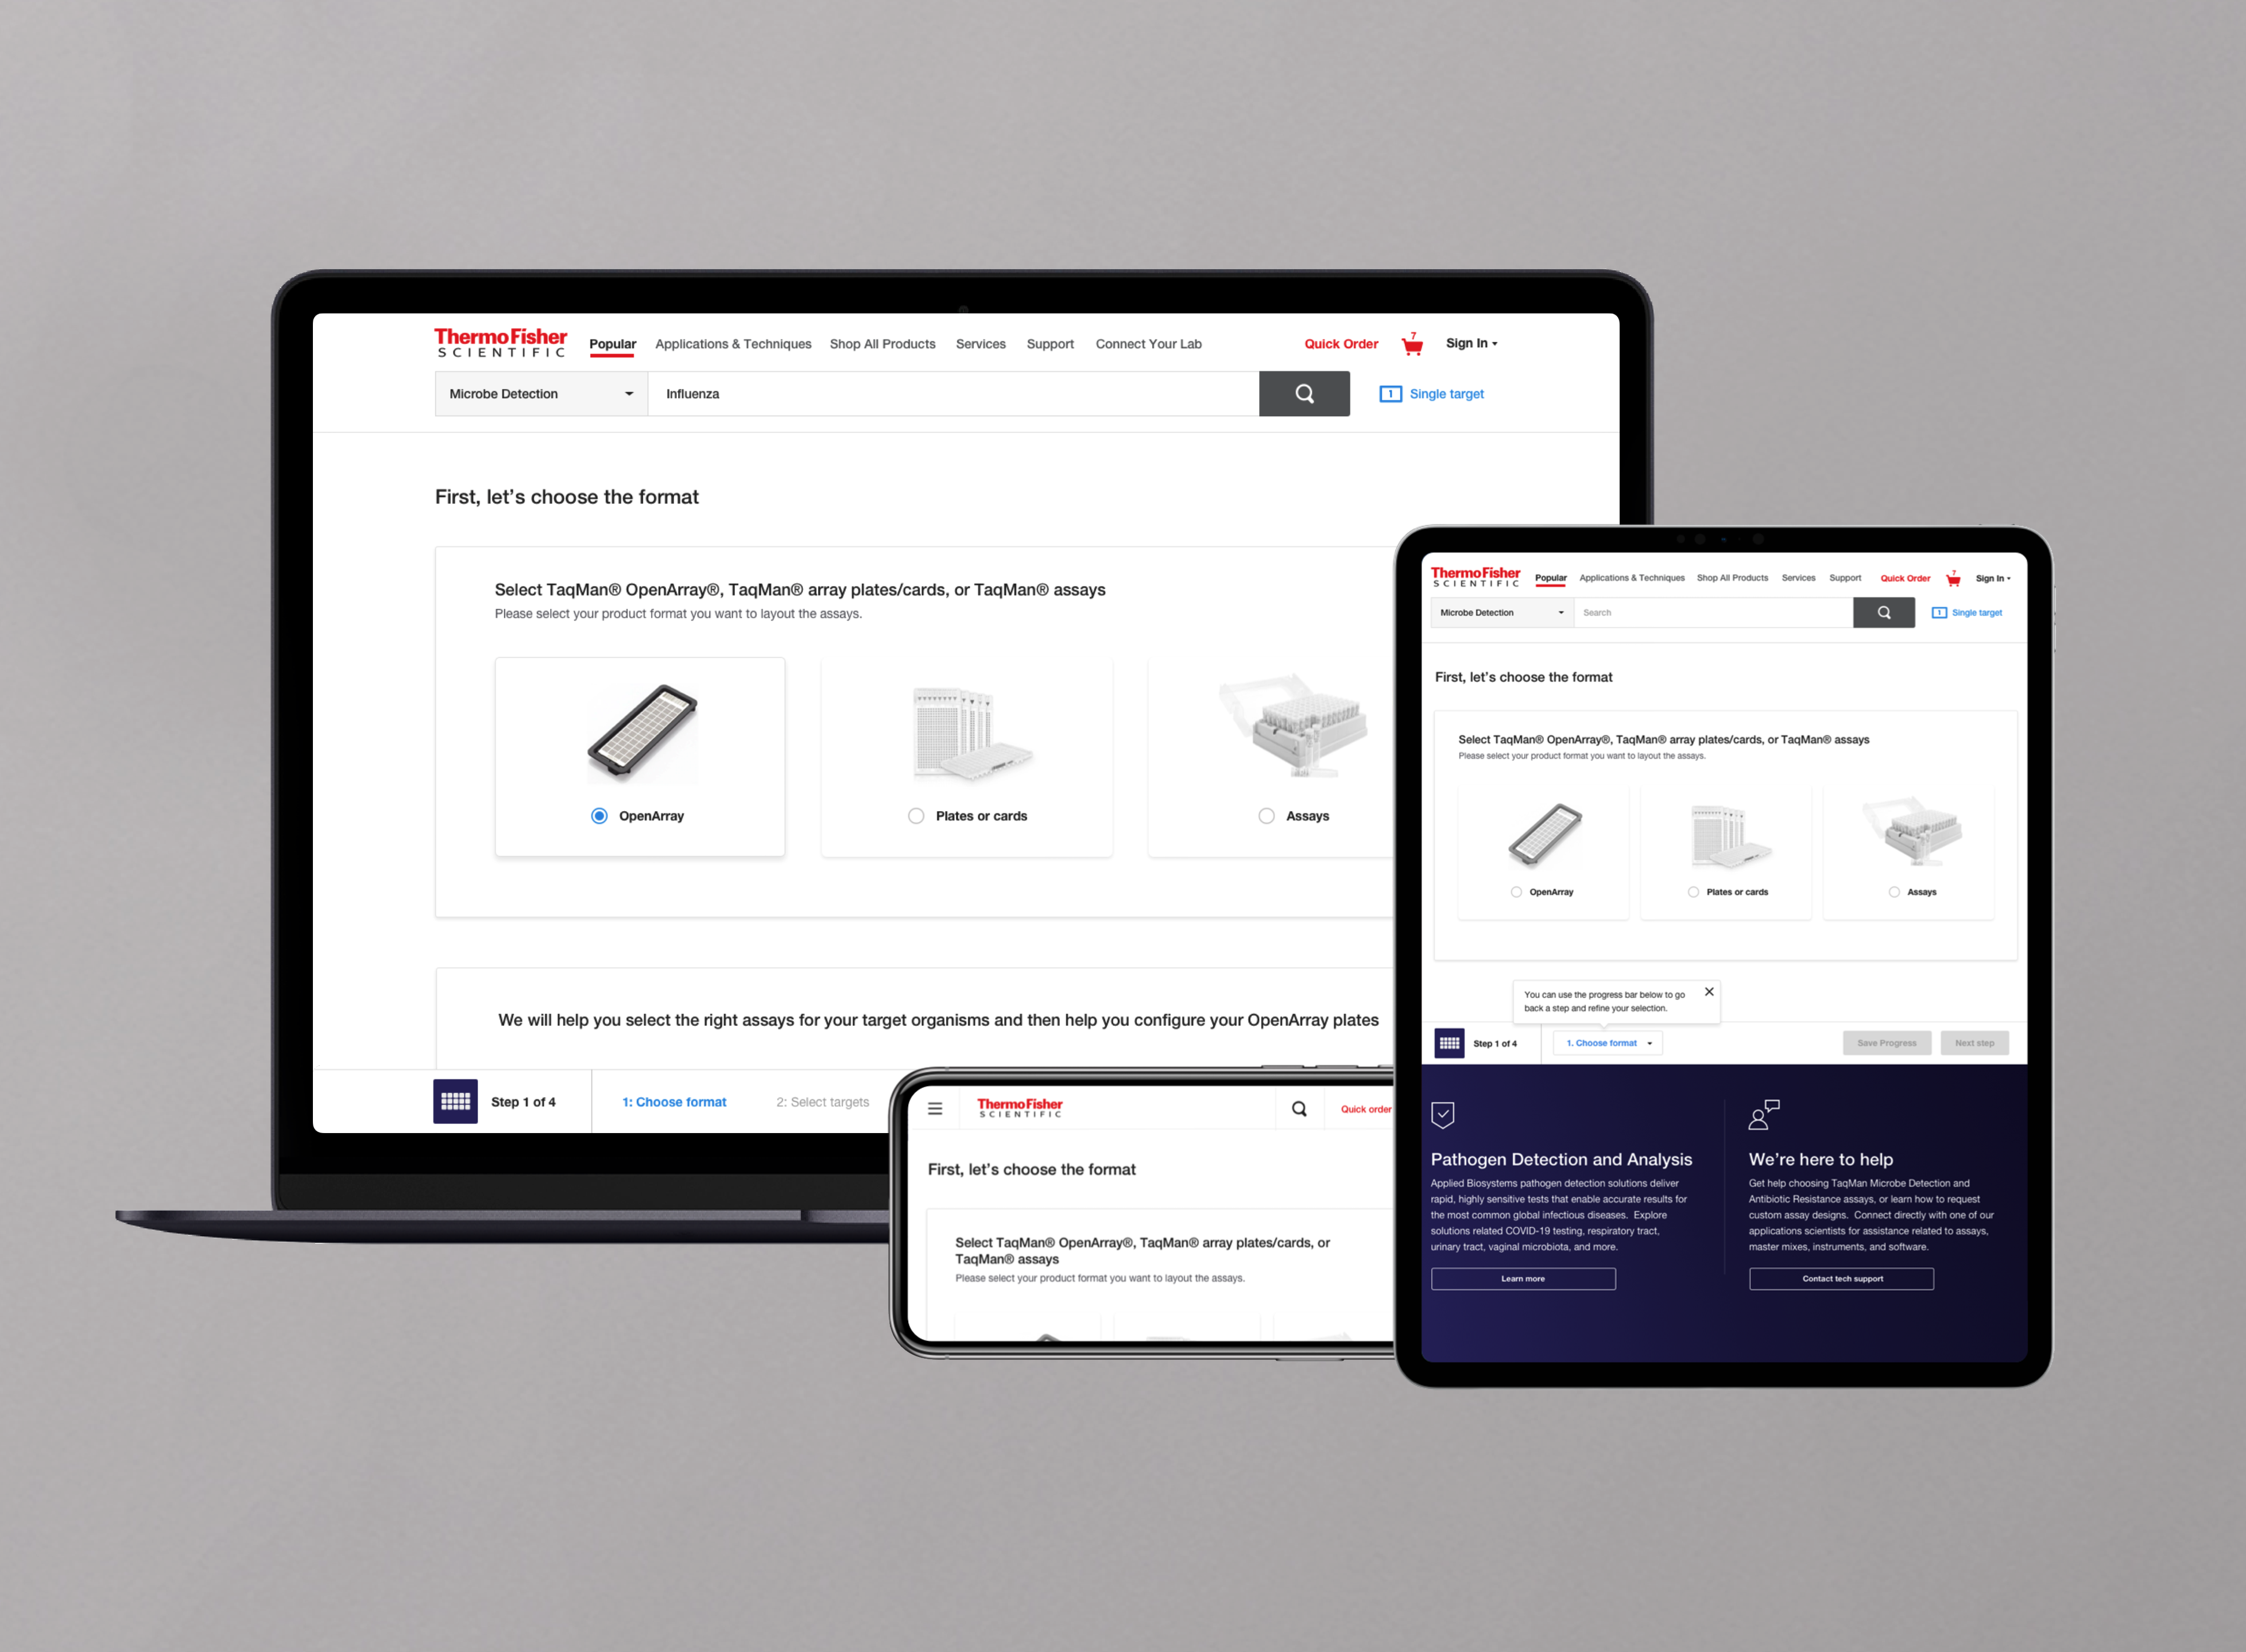 ThermoFisher
SCIENTIFIC
Popular Applications & Techniques Shop All Products Services Support Connect Your Lab Quick Order 7 Sign In
Microbe Detection Influenza 1 Single target
First, let's choose the format
Select TaqMan® OpenArray®, TaqMan® array plates/cards, or TaqMan® assays
Please select your product format you want to layout the assays.
OpenArray Plates or cards Assays
We will help you select the right assays for your target organisms and then help you configure your OpenArray plates
Step 1 of 4 1: Choose format 2: Select targets
ThermoFisher
SCIENTIFIC
Quick order
First, let's choose the format
Select TaqMan® OpenArray®, TaqMan® array plates/cards, or
TaqMan® assays
Please select your product format you want to layout the assays.
ThermoFisher
SCIENTIFIC
Popular Applications & Techniques Shop All Products Services Support Quick Order 7 Sign In
Microbe Detection Search 1 Single target
First, let's choose the format
Select TaqMan® OpenArray®, TaqMan® array plates/cards, or TaqMan® assays
Please select your product format you want to layout the assays.
OpenArray Plates or cards Assays
You can use the progress bar below to go
back a step and refine your selection.
Step 1 of 4 1. Choose format Save Progress Next step
Pathogen Detection and Analysis
Applied Biosystems pathogen detection solutions deliver
rapid, highly sensitive tests that enable accurate results for
the most common global infectious diseases. Explore
solutions related COVID-19 testing, respiratory tract,
urinary tract, vaginal microbiota, and more.
Learn more
We're here to help
Get help choosing TaqMan Microbe Detection and
Antibiotic Resistance assays, or learn how to request
custom assay designs. Connect directly with one of our
applications scientists for assistance related to assays,
master mixes, instruments, and software.
Contact tech support